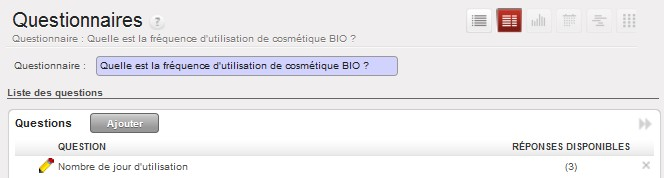 Questionnaires ?
Questionnaire : Quelle est la fréquence d'utilisation de cosmétique BIO ?
Questionnaire : Quelle est la fréquence d'utilisation de cosmétique BIO ?
Liste des questions
Questions Ajouter
QUESTION RÉPONSES DISPONIBLES
Nombre de jour d'utilisation (3)